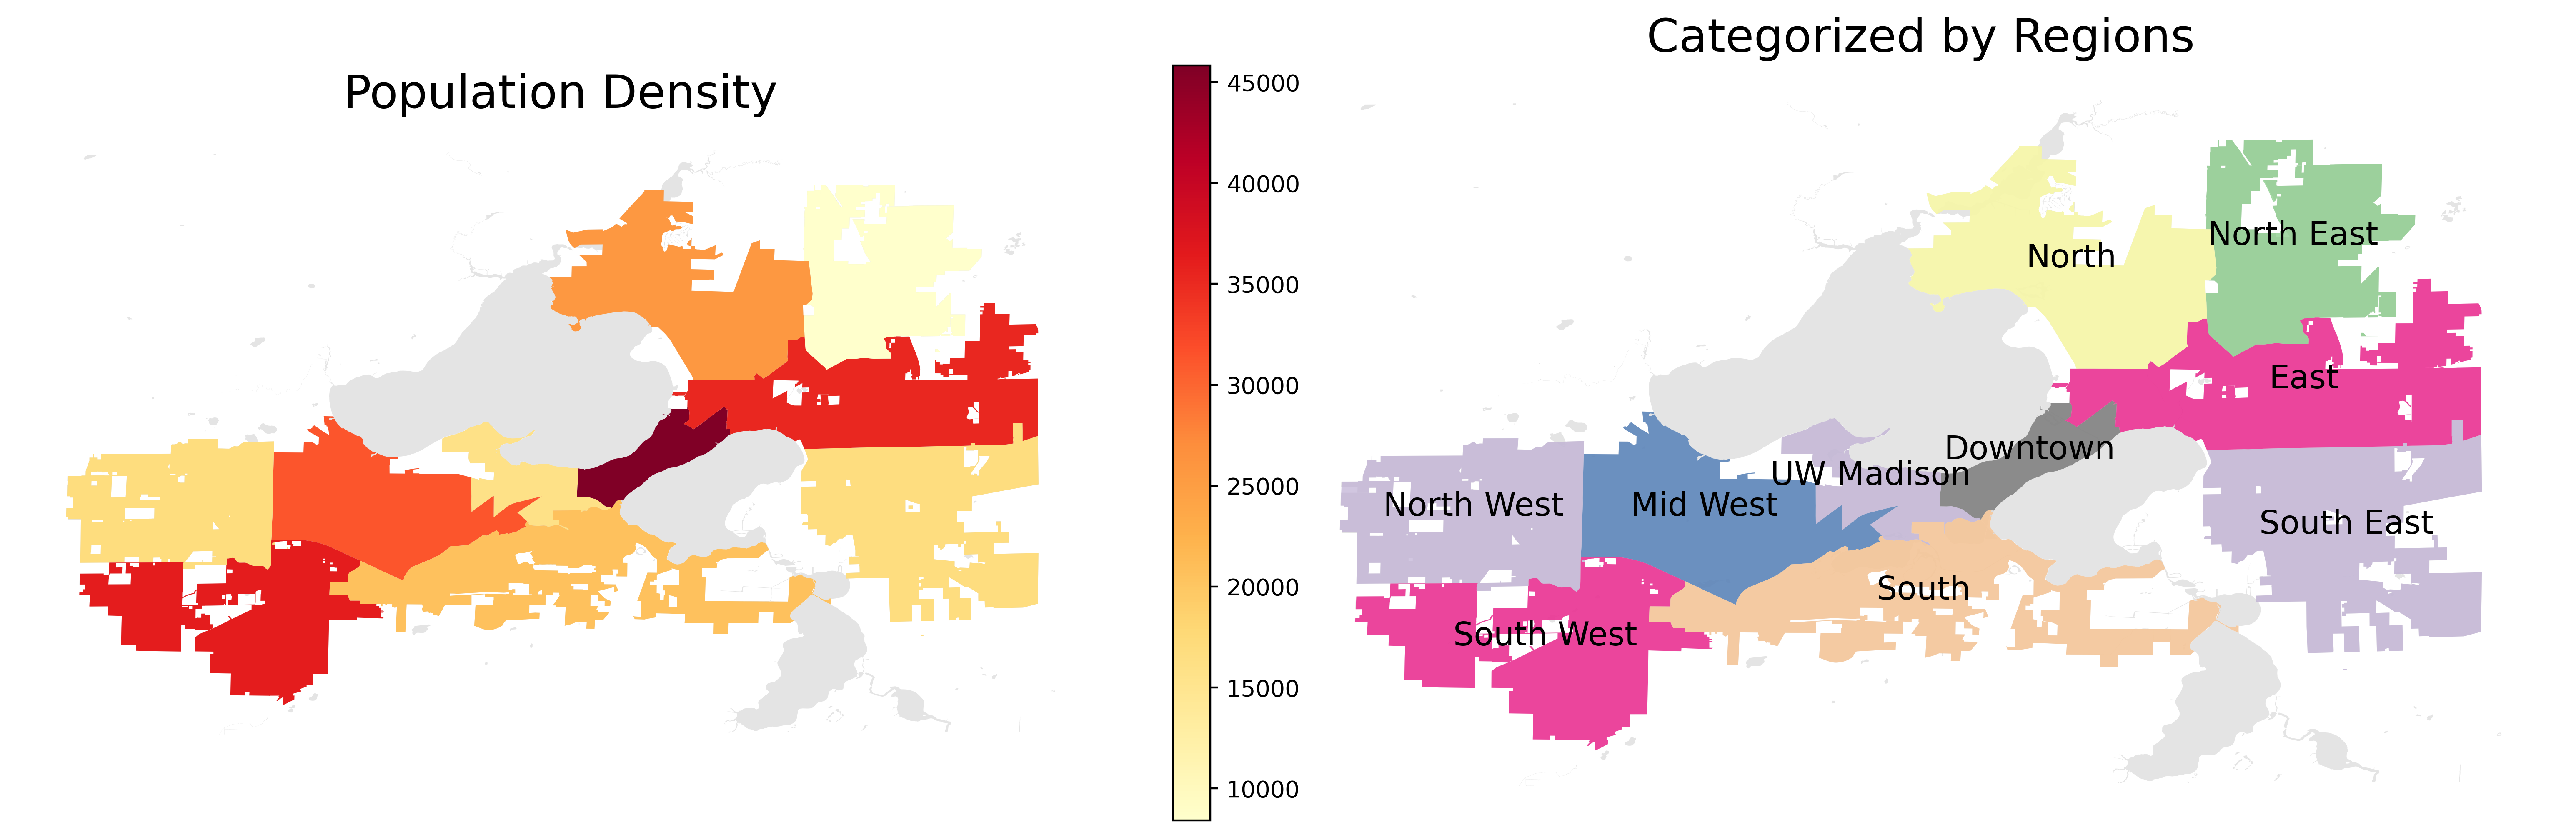 Population Density
45000
40000
35000
30000
25000
20000
15000
10000
Categorized by Regions
North East
North
East
Downtown
UW Madison
North West
Mid West
South East
South
South West